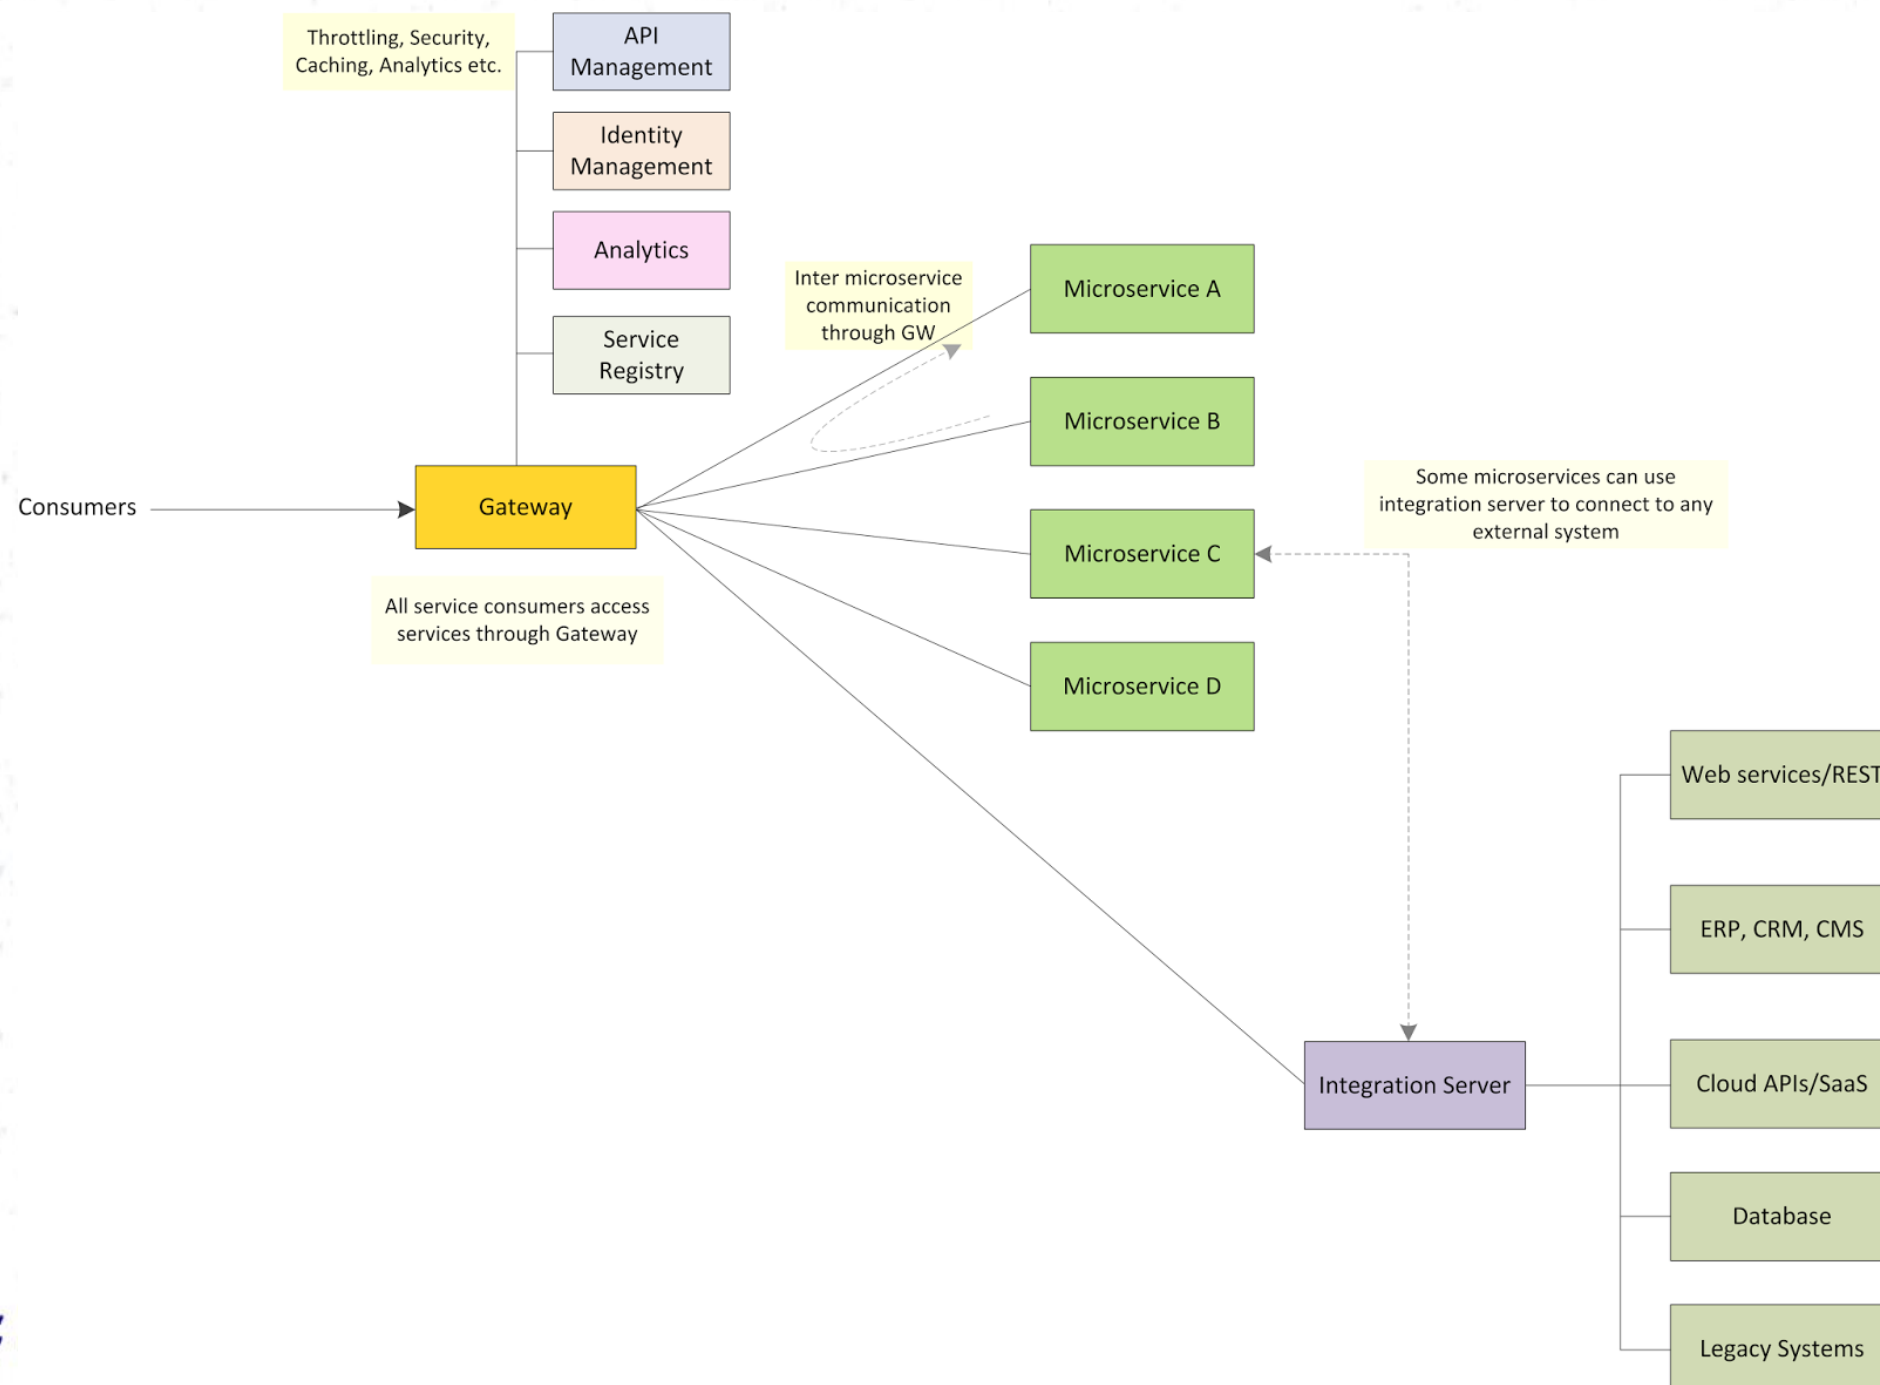 Throttling, Security,
Caching, Analytics etc.
API
Management
Identity
Management
Analytics
Service
Registry
Inter microservice
communication
through GW
Microservice A
Microservice B
Microservice C
Microservice D
Some microservices can use
integration server to connect to any
external system
Consumers
Gateway
All service consumers access
services through Gateway
Integration Server
Web services/REST
ERP, CRM, CMS
Cloud APIs/SaaS
Database
Legacy Systems